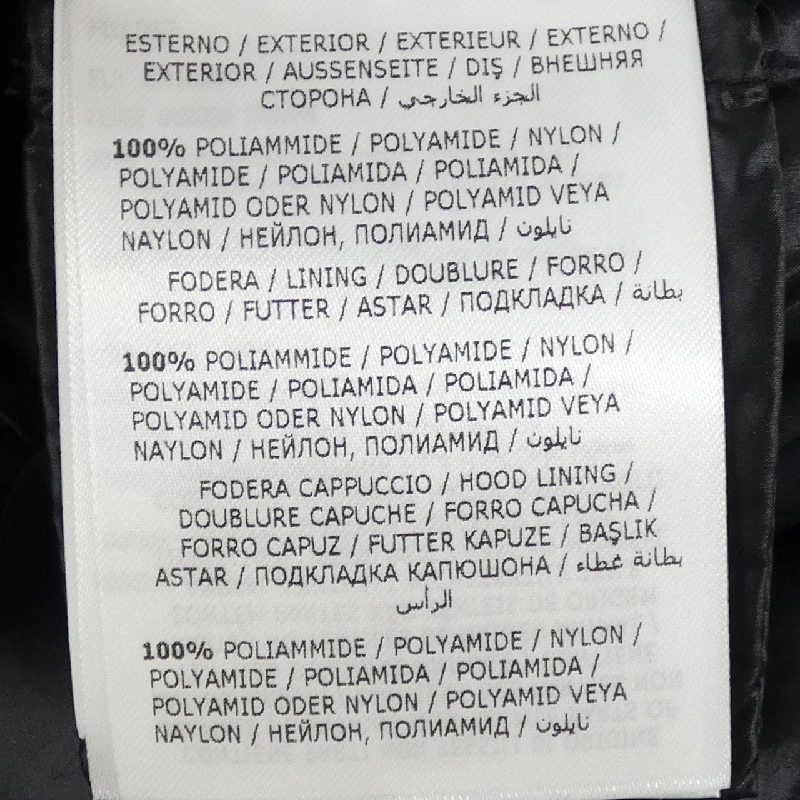 ESTERNO / EXTERIOR / EXTERIEUR / EXTERNO /
EXTERIOR / AUSSENSEITE / DIŞ / ВНЕШНЯЯ
СТОРОНА / الجزء الخارجي
100% POLIAMMIDE / POLYAMIDE / NYLON /
POLYAMIDE / POLIAMIDA / POLIAMIDA /
POLYAMID ODER NYLON / POLYAMID VEYA
NAYLON / НЕЙЛОН, ПОЛИАМИД / نايلون
FODERA / LINING / DOUBLURE / FORRO /
FORRO / FUTTER / ASTAR / ПОДКЛАДКА / بطانة
100% POLIAMMIDE / POLYAMIDE / NYLON /
POLYAMIDE / POLIAMIDA / POLIAMIDA /
POLYAMID ODER NYLON / POLYAMID VEYA
NAYLON / НЕЙЛОН, ПОЛИАМИД / نايلون
FODERA CAPPUCCIO / HOOD LINING /
DOUBLURE CAPUCHE / FORRO CAPUCHA /
FORRO CAPUZ / FUTTER KAPUZE / BAŞLIK
ASTAR / ПОДКЛАДКА КАПЮШОНА / بطانة غطاء
الرأس
100% POLIAMMIDE / POLYAMIDE / NYLON /
POLYAMIDE / POLIAMIDA / POLIAMIDA /
POLYAMID ODER NYLON / POLYAMID VEYA
NAYLON / НЕЙЛОН, ПОЛИАМИД / نايلون